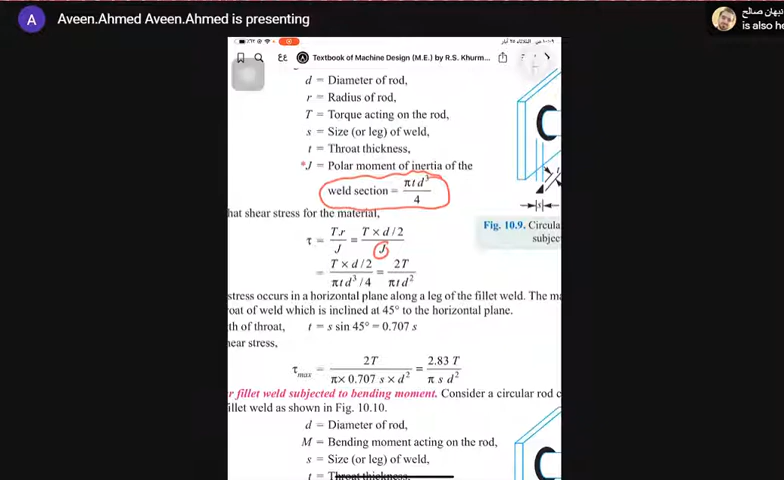 A Aveen.Ahmed Aveen.Ahmed is presenting
نيهان صالح
is also he
Textbook of Machine Design (M.E.) by R.S. Khurm...
d = Diameter of rod,
r = Radius of rod,
T = Torque acting on the rod,
s = Size (or leg) of weld,
t = Throat thickness,
*J = Polar moment of inertia of the
weld section = π t d³ / 4
hat shear stress for the material,
τ = T.r / J = T × d / 2 / J
= T × d / 2 / π t d³ / 4 = 2T / π t d²
Fig. 10.9. Circula
subjec
stress occurs in a horizontal plane along a leg of the fillet weld. The ma
oat of weld which is inclined at 45° to the horizontal plane.
th of throat, t = s sin 45° = 0.707 s
hear stress,
τmax = 2T / π × 0.707 s × d² = 2.83 T / π s d²
r fillet weld subjected to bending moment. Consider a circular rod c
illet weld as shown in Fig. 10.10.
d = Diameter of rod,
M = Bending moment acting on the rod,
s = Size (or leg) of weld,
t = Throat thickness,